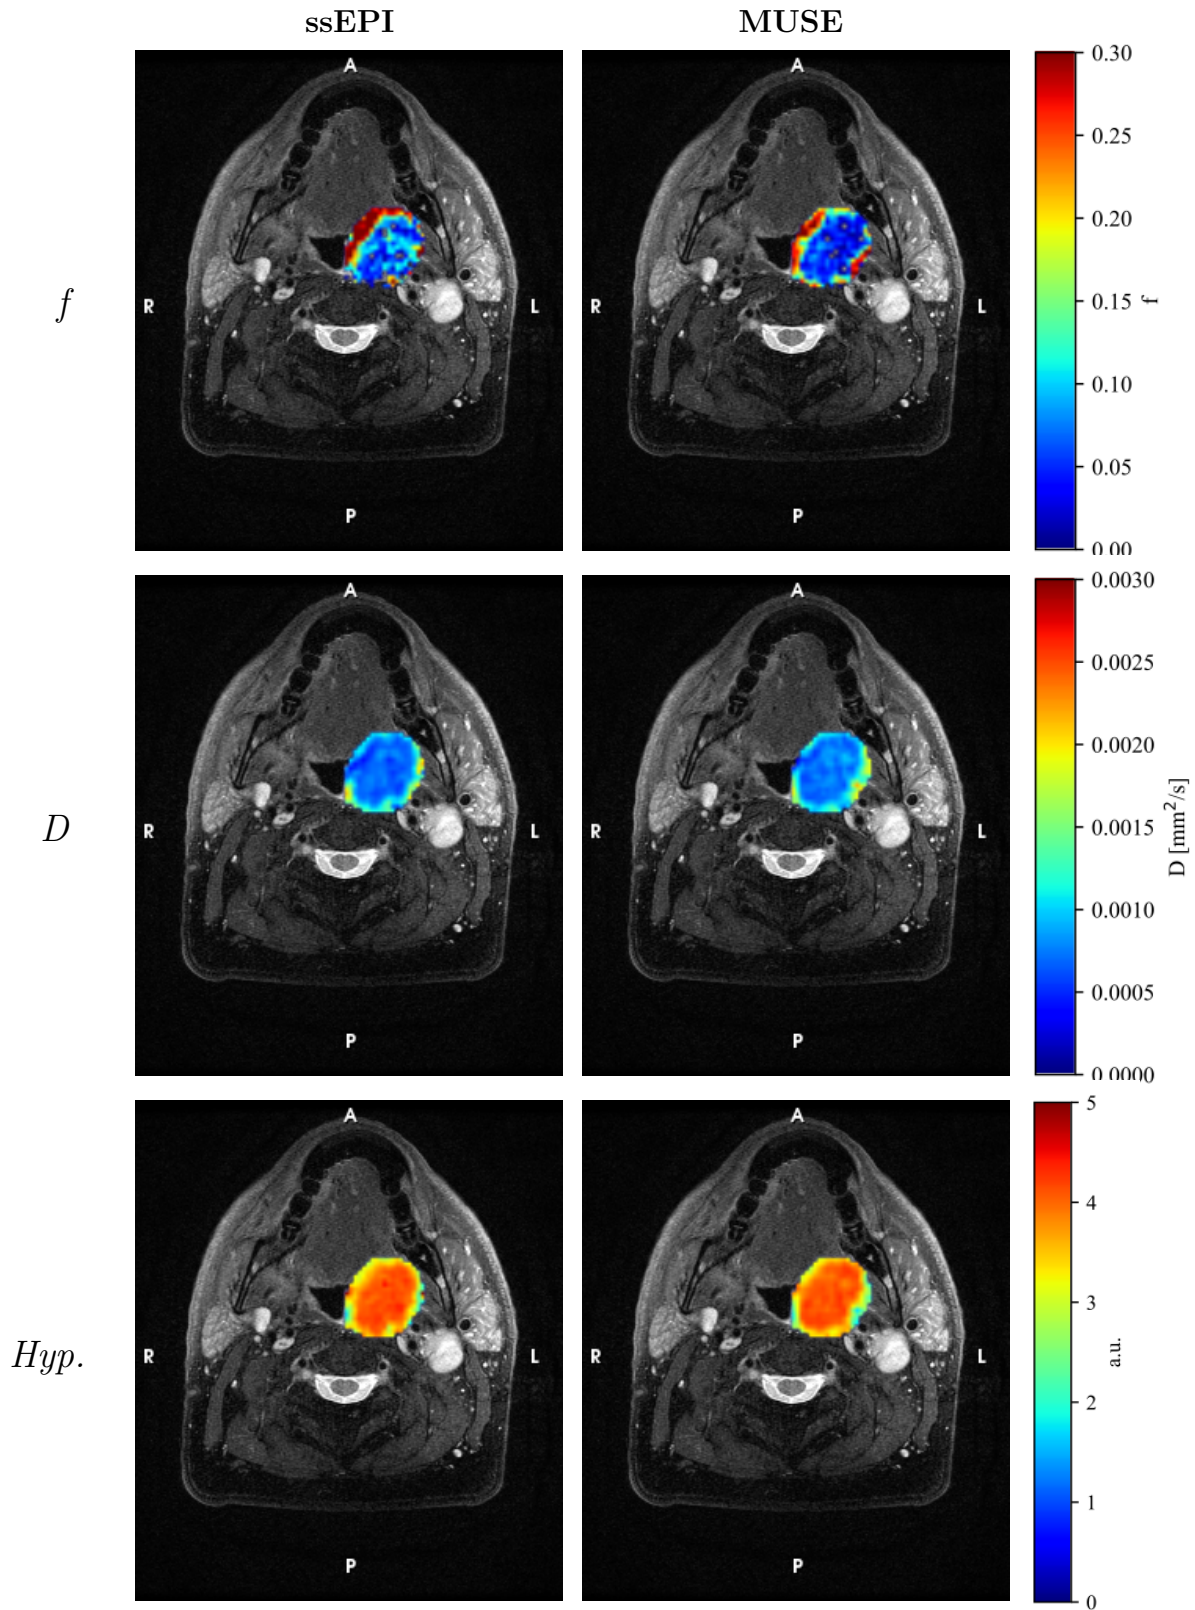 ssEPI MUSE
A A 0.30
0.25
0.20
f R L R L 0.15 f
0.10
0.05
P P
0.00
A A 0.0030
0.0025
0.0020
D R L R L 0.0015 D [mm²/s]
0.0010
0.0005
P P
0.0000
A A 5
4
3
Hyp. R L R L a.u.
2
1
P P
0